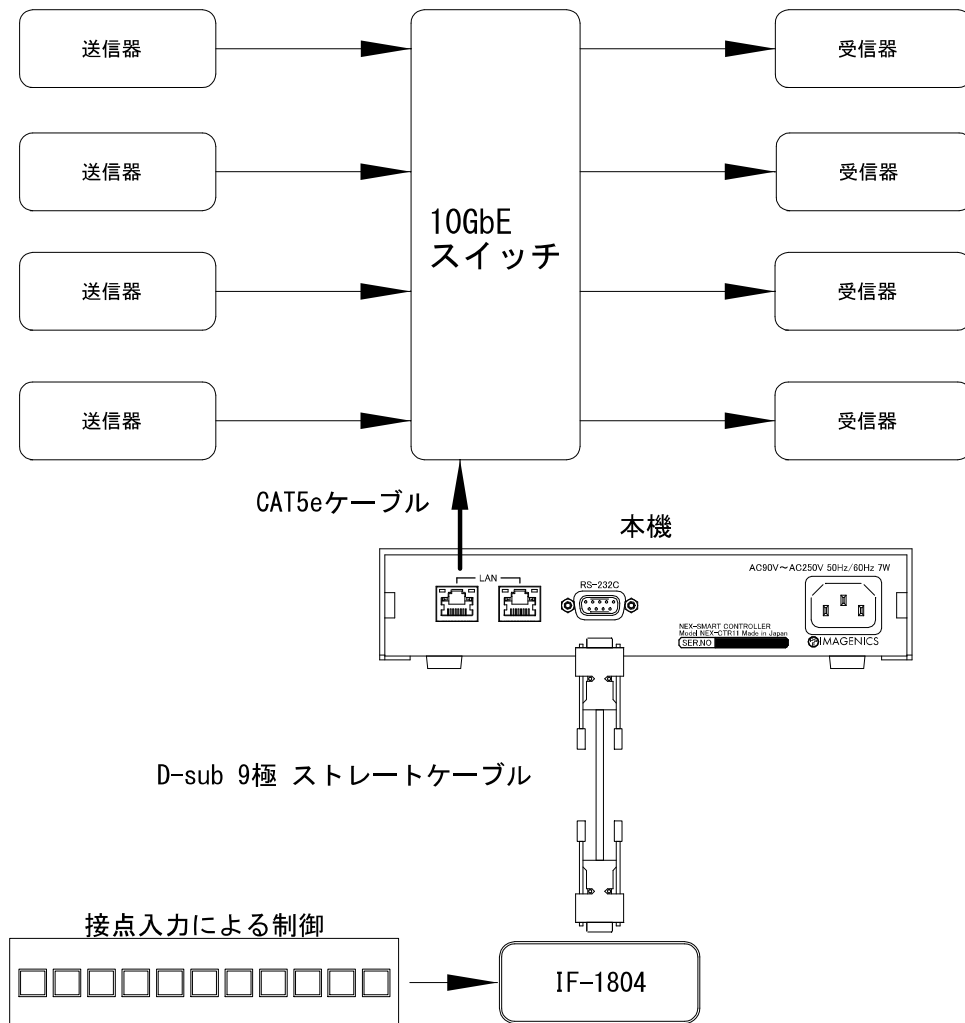 送信器
受信器
送信器
受信器
10GbE
スイッチ
送信器
受信器
送信器
受信器
CAT5eケーブル
本機
AC90V～AC250V 50Hz/60Hz 7W
LAN
RS-232C
NEX-SMART CONTROLLER
Model NEX-CTR11 Made in Japan
SER.NO
IMAGENICS
D-sub 9極 ストレートケーブル
接点入力による制御
IF-1804